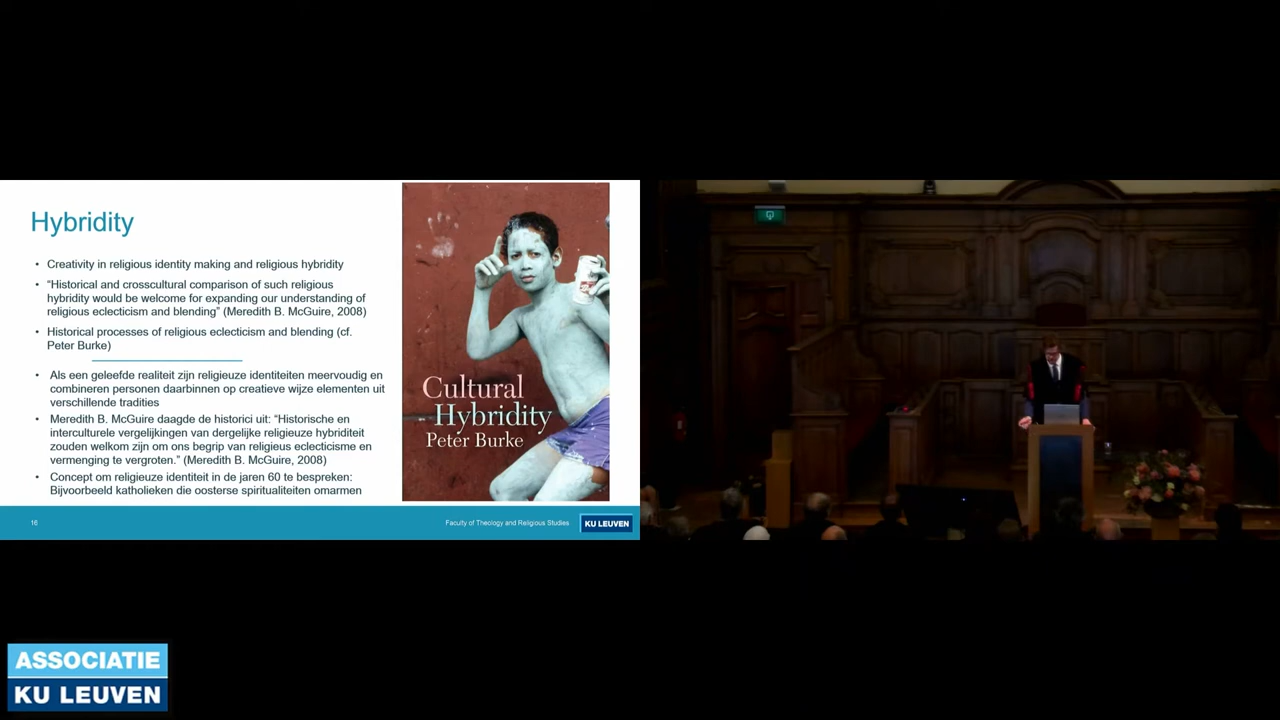 Hybridity
• Creativity in religious identity making and religious hybridity
• “Historical and crosscultural comparison of such religious
hybridity would be welcome for expanding our understanding of
religious eclecticism and blending” (Meredith B. McGuire, 2008)
• Historical processes of religious eclecticism and blending (cf.
Peter Burke)
• Als een geleefde realiteit zijn religieuze identiteiten meervoudig en
combineren personen daarbinnen op creatieve wijze elementen uit
verschillende tradities
• Meredith B. McGuire daagde de historici uit: “Historische en
interculturele vergelijkingen van dergelijke religieuze hybriditeit
zouden welkom zijn om ons begrip van religieus eclecticisme en
vermenging te vergroten.” (Meredith B. McGuire, 2008)
• Concept om religieuze identiteit in de jaren 60 te bespreken:
Bijvoorbeeld katholieken die oosterse spiritualiteiten omarmen
Cultural
Hybridity
Peter Burke
16
Faculty of Theology and Religious Studies
KU LEUVEN
ASSOCIATIE
KU LEUVEN